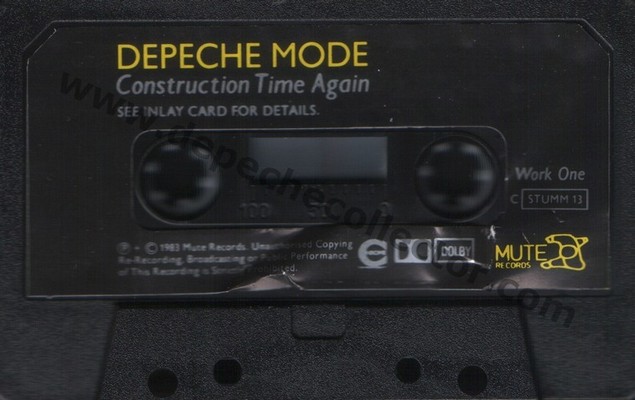 DEPECHE MODE
Construction Time Again
SEE INLAY CARD FOR DETAILS.
100 50 0
Work One
C STUMM 13
℗ + © 1983 Mute Records. Unauthorised Copying
Re-Recording, Broadcasting or Public Performance
of This Recording is Strictly Prohibited.
DOLBY
MUTE
RECORDS
www.depechecollector.com